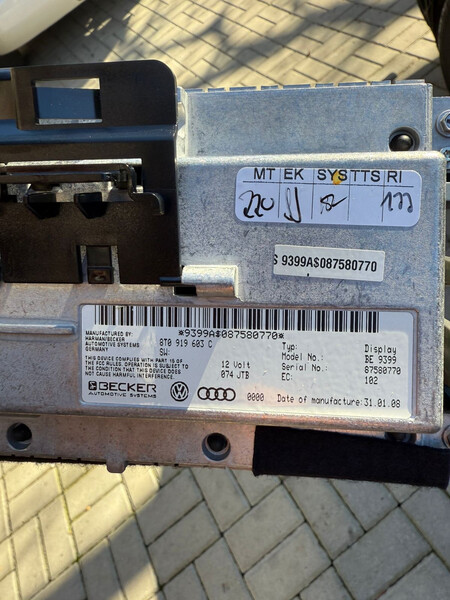 MT EK SYS TTS RI
220
122
S 9399A$087580770
*9399A$087580770*
MANUFACTURED BY:
HARMAN/BECKER
AUTOMOTIVE SYSTEMS
GERMANY
8T0 919 603 C
SW:
THIS DEVICE COMPLIES WITH PART 15 OF
THE FCC RULES. OPERATION IS SUBJECT TO
THE CONDITION THAT THIS DEVICE DOES
NOT CAUSE HARMFUL INTERFERENCE
12 Volt
074 JTB
Typ: Display
Model No.: BE 9399
Serial No.: 87580770
EC: 102
BECKER
AUTOMOTIVE SYSTEMS
0000 Date of manufacture: 31.01.08